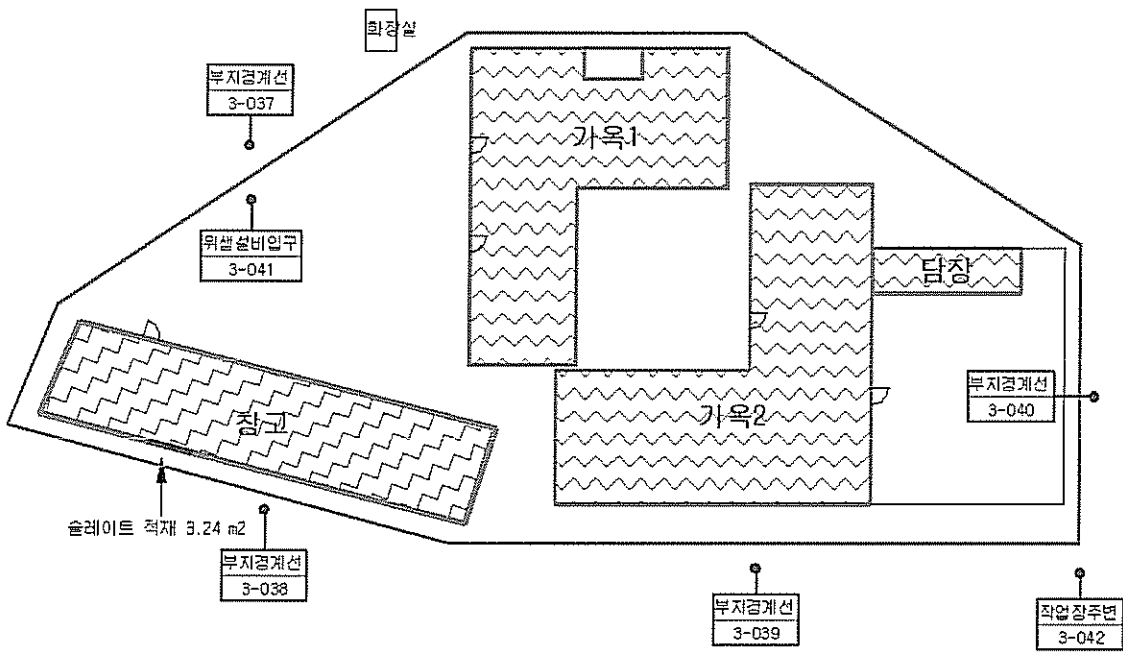 화장실
부지경계선
3-037
가옥1
위생설비입구
3-041
담장
부지경계선
3-040
창고
가옥2
슬레이트 적재 3.24 m2
부지경계선
3-038
부지경계선
3-039
작업장주변
3-042